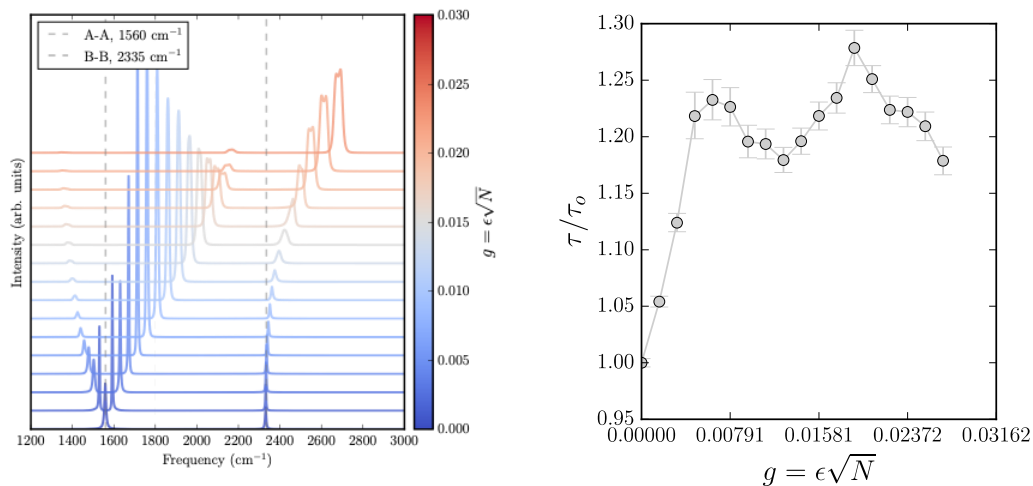 A-A, 1560 cm⁻¹
B-B, 2335 cm⁻¹
Intensity (arb. units)
1200 1400 1600 1800 2000 2200 2400 2600 2800 3000
Frequency (cm⁻¹)
0.030
0.025
0.020
0.015
0.010
0.005
0.000
g = ϵ√N
1.30
1.25
1.20
1.15
1.10
1.05
1.00
0.95
τ/τₒ
0.00000 0.00791 0.01581 0.02372 0.03162
g = ϵ√N